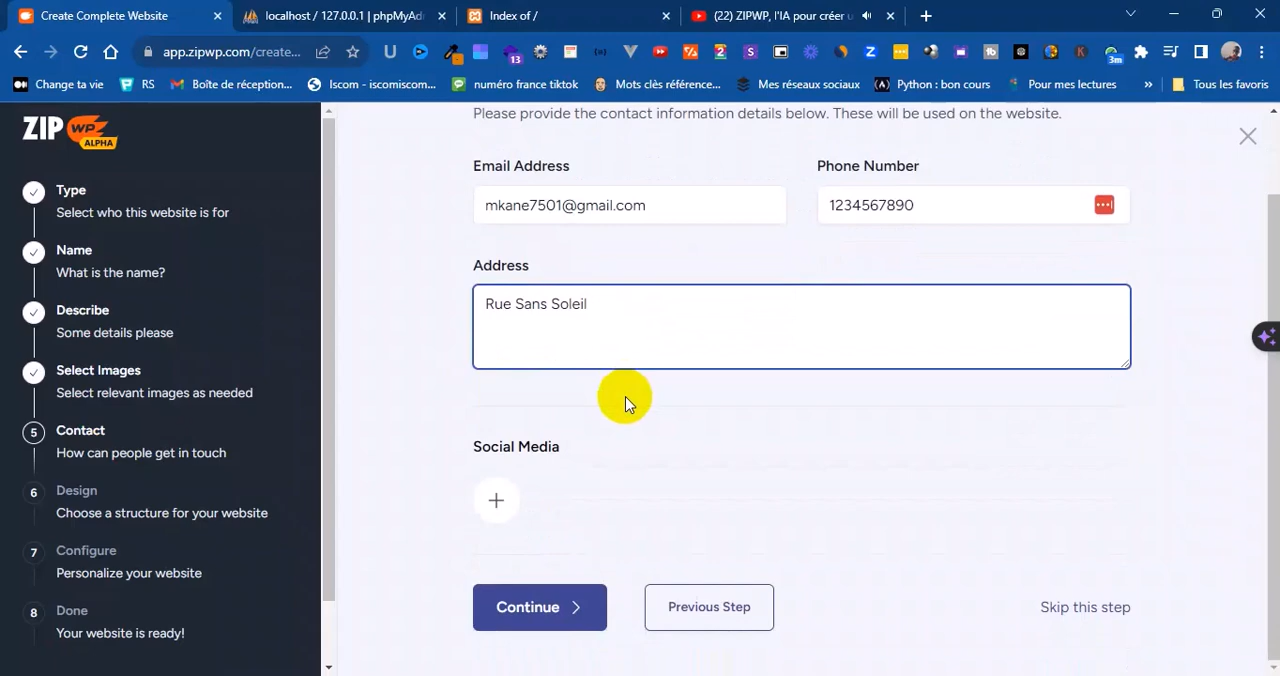 Create Complete Website
localhost / 127.0.0.1 | phpMyAd
Index of /
(22) ZIPWP, l'IA pour créer u
app.zipwp.com/create...
13
2
S
Z
K
3m
Change ta vie
RS
Boîte de réception...
Iscom - iscomiscom...
numéro france tiktok
Mots clès référence...
Mes réseaux sociaux
Python : bon cours
Pour mes lectures
»
Tous les favoris
ZIP WP
ALPHA
Type
Select who this website is for
Name
What is the name?
Describe
Some details please
Select Images
Select relevant images as needed
5
Contact
How can people get in touch
6
Design
Choose a structure for your website
7
Configure
Personalize your website
8
Done
Your website is ready!
Please provide the contact information details below. These will be used on the website.
Email Address
Phone Number
mkane7501@gmail.com
1234567890
Address
Rue Sans Soleil
Social Media
Continue
Previous Step
Skip this step